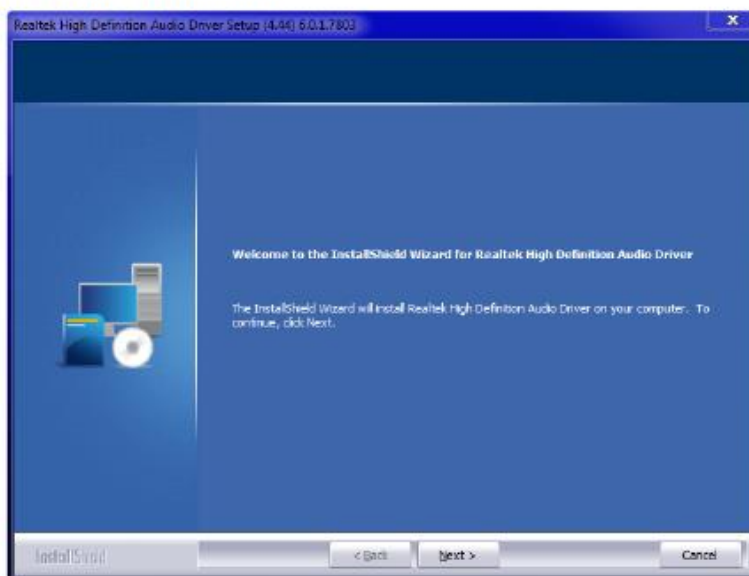 Realtek High Definition Audio Driver Setup (4.44) 6.0.1.7803
x
Welcome to the InstallShield Wizard for Realtek High Definition Audio Driver
The InstallShield Wizard will install Realtek High Definition Audio Driver on your computer. To
continue, click Next.
InstallShield
< Back
Next >
Cancel